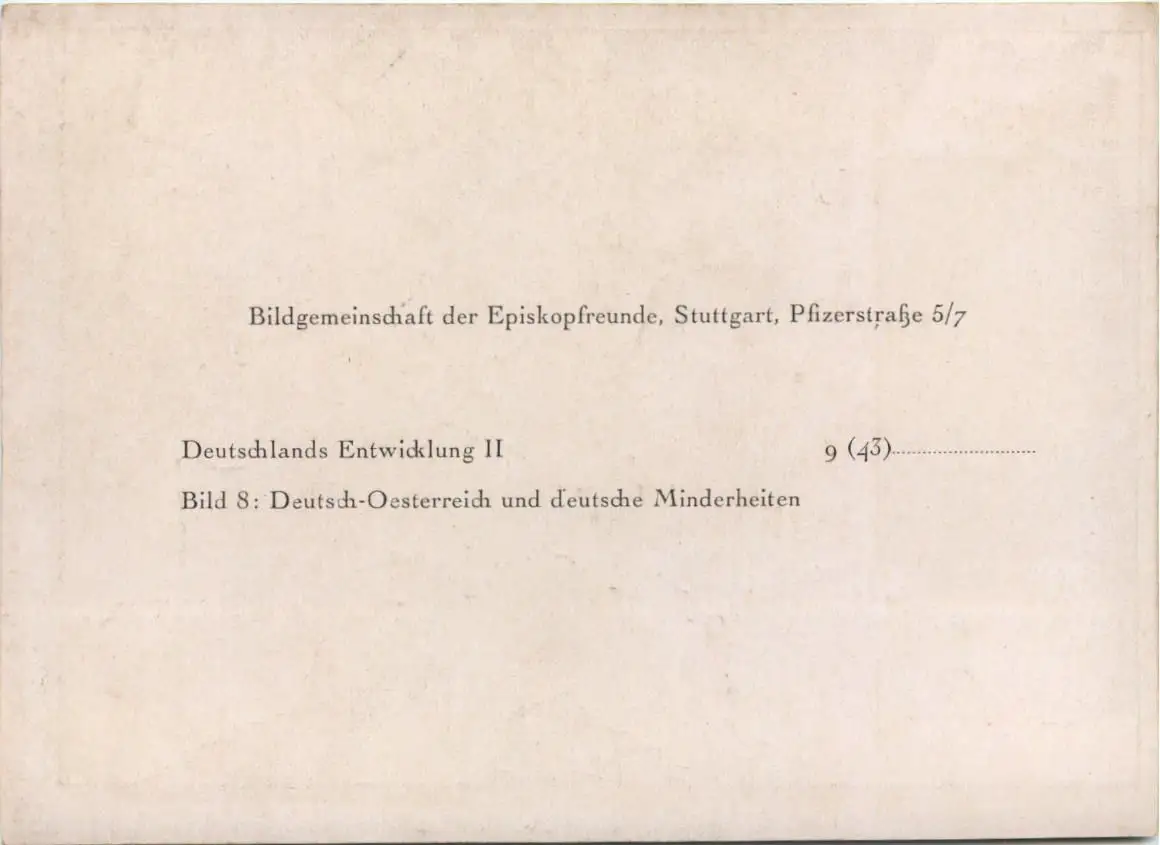 Bildgemeinschaft der Episkopfreunde, Stuttgart, Pfizerstraße 5/7
Deutschlands Entwicklung II 9 (43)
Bild 8: Deutsch-Oesterreich und deutsche Minderheiten